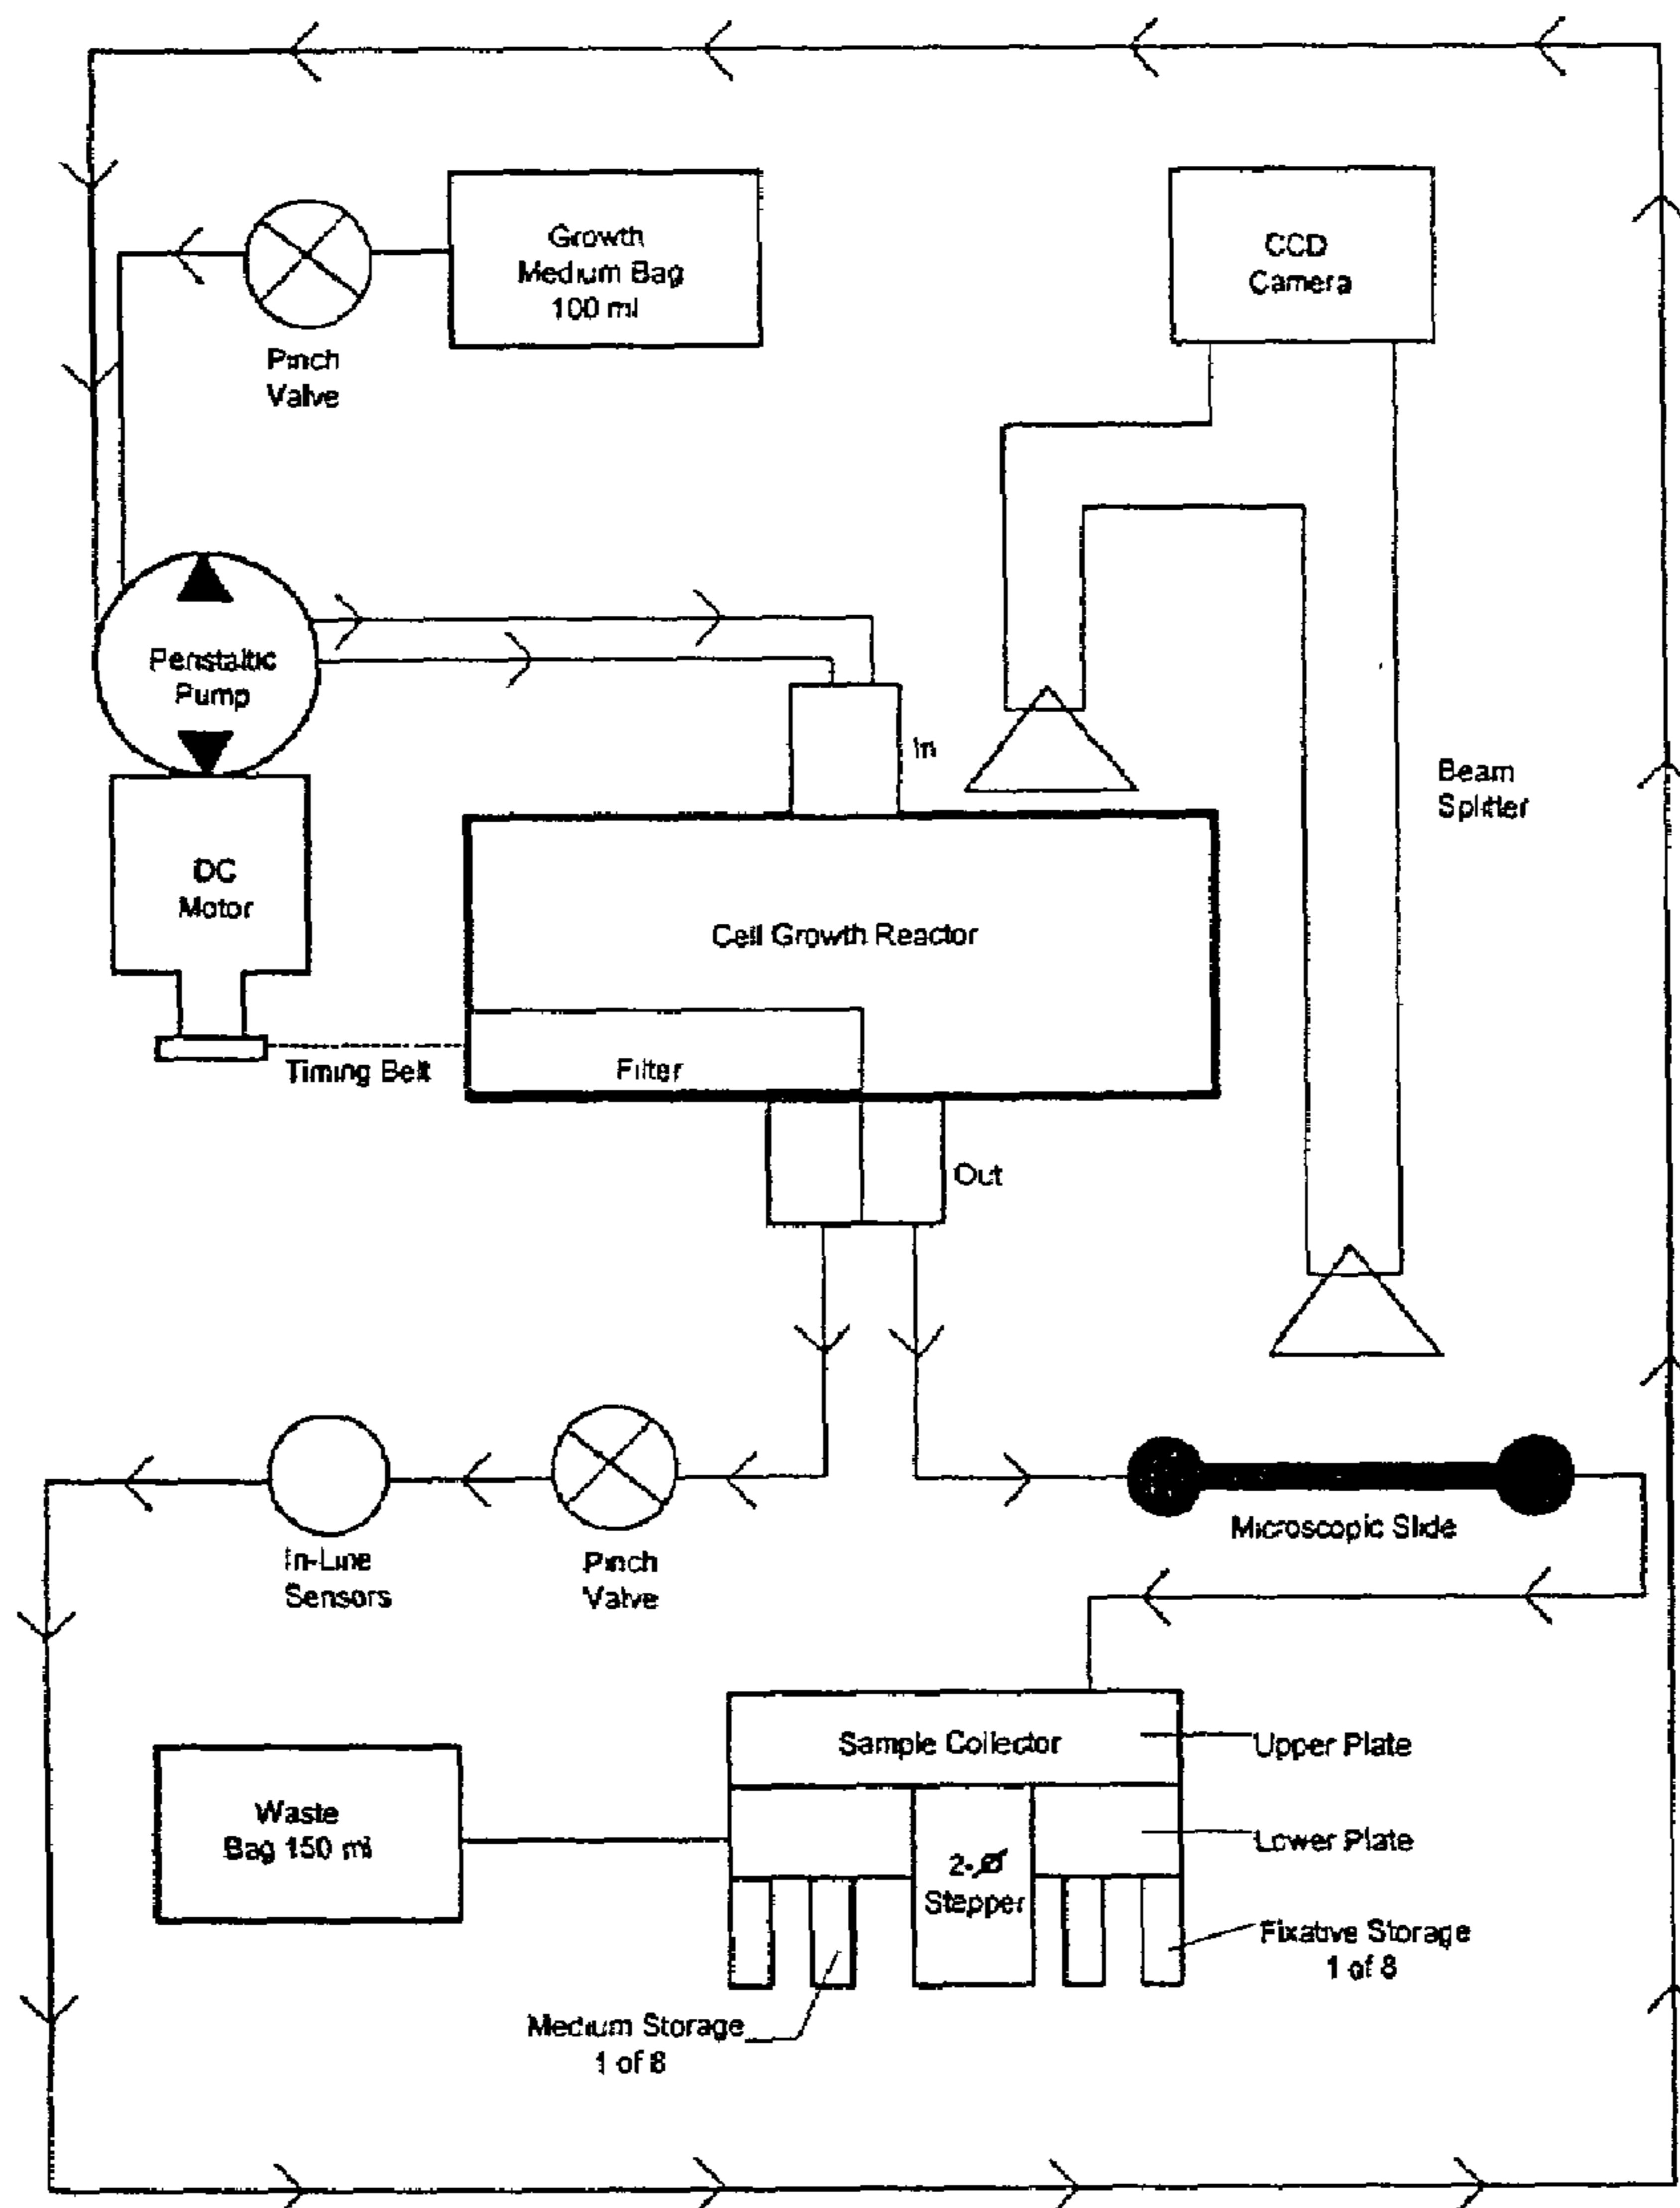 Growth
Medium Bag
100 ml
CCD
Camera
Pinch
Valve
Peristaltic
Pump
In
Beam
Splitter
DC
Motor
Cell Growth Reactor
Timing Belt
Filter
Out
In-Line
Sensors
Pinch
Valve
Microscopic Slide
Sample Collector
Upper Plate
Waste
Bag 150 ml
Lower Plate
2-Ø
Stepper
Fixative Storage
1 of 8
Medium Storage
1 of 8